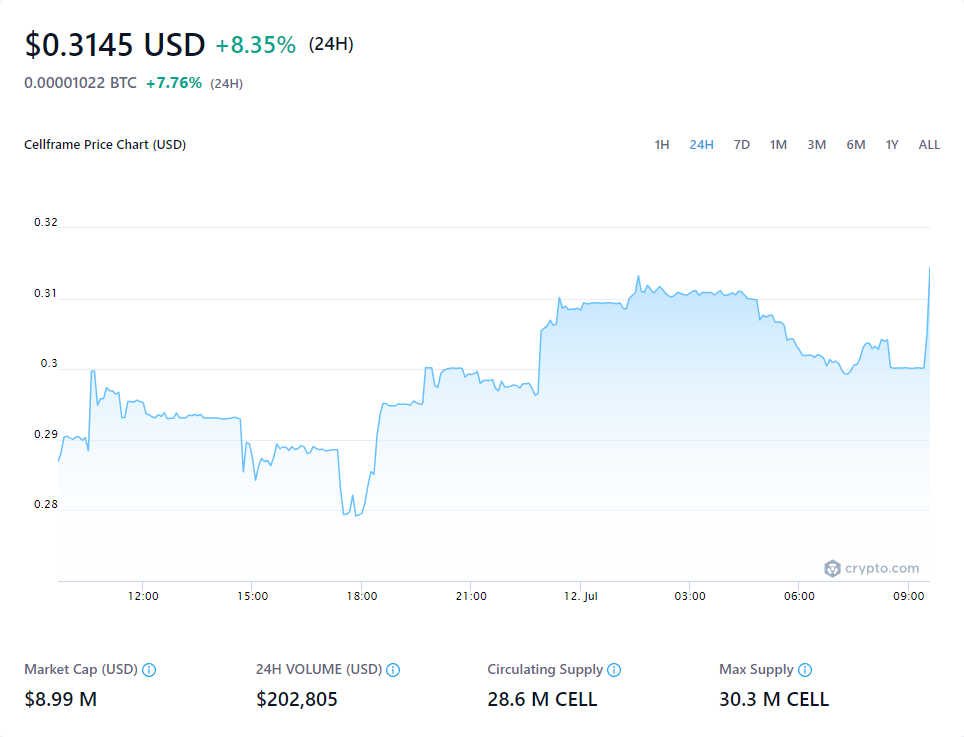 $0.3145 USD +8.35% (24H)
0.00001022 BTC +7.76% (24H)
Cellframe Price Chart (USD) 1H 24H 7D 1M 3M 6M 1Y ALL
0.32
0.31
0.3
0.29
0.28
crypto.com
12:00 15:00 18:00 21:00 12. Jul 03:00 06:00 09:00
Market Cap (USD) 24H VOLUME (USD) Circulating Supply Max Supply
$8.99 M $202,805 28.6 M CELL 30.3 M CELL